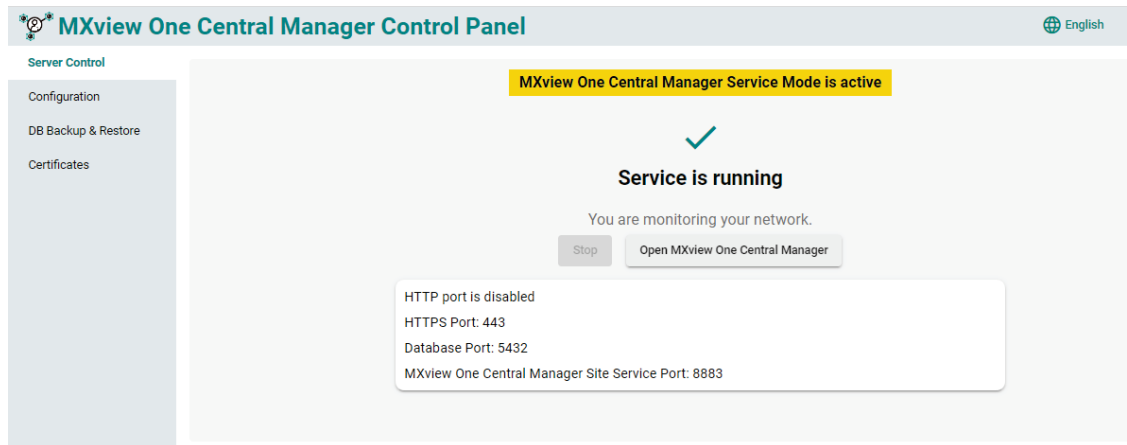 MXview One Central Manager Control Panel
English
Server Control
Configuration
DB Backup & Restore
Certificates
MXview One Central Manager Service Mode is active
Service is running
You are monitoring your network.
Stop
Open MXview One Central Manager
HTTP port is disabled
HTTPS Port: 443
Database Port: 5432
MXview One Central Manager Site Service Port: 8883